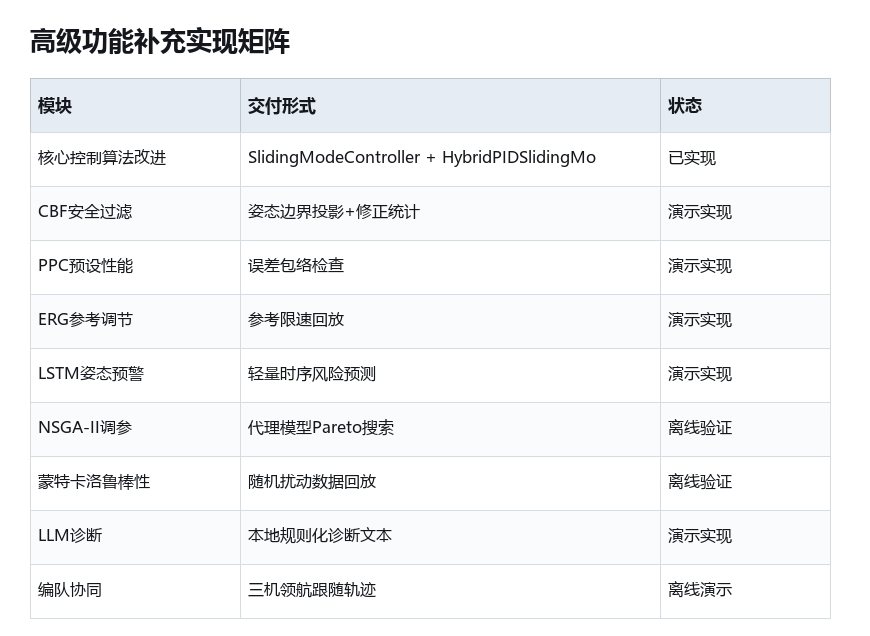 高级功能补充实现矩阵
模块 交付形式 状态
核心控制算法改进 SlidingModeController + HybridPIDSlidingMo 已实现
CBF安全过滤 姿态边界投影+修正统计 演示实现
PPC预设性能 误差包络检查 演示实现
ERG参考调节 参考限速回放 演示实现
LSTM姿态预警 轻量时序风险预测 演示实现
NSGA-II调参 代理模型Pareto搜索 离线验证
蒙特卡洛鲁棒性 随机扰动数据回放 离线验证
LLM诊断 本地规则化诊断文本 演示实现
编队协同 三机领航跟随轨迹 离线演示